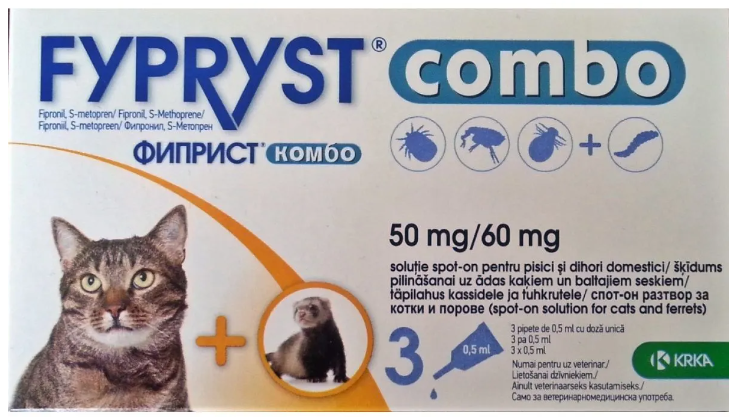 FYPRYST® combo
Fipronil, S-metopren/ Fipronil, S-Methoprene/
Fiproniil, S-metopreen/ Фипронил, S-Метопрен
ФИПРИСТ® комбо
+
50 mg/60 mg
soluție spot-on pentru pisici și dihori domestici/ šķīdums
pilināšanai uz ādas kaķiem un baltajiem seskiem/
täpilahus kassidele ja tuhkrutele/ спот-он разтвор за
котки и порове (spot-on solution for cats and ferrets)
+
3
0,5 ml
3 pipete de 0,5 ml cu doză unică
3 pa 0,5 ml
3 x 0,5 ml
Numai pentru uz veterinar./
Lietošanai dzīvniekiem./
Ainult veterinaarseks kasutamiseks./
Само за ветеринарномедицинска употреба.
KRKA